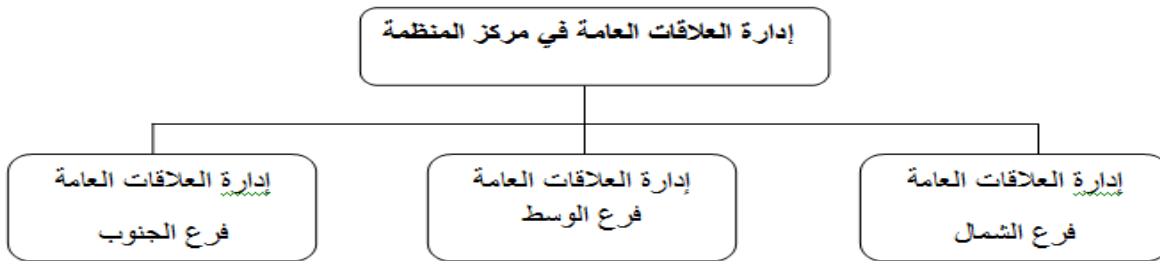 إدارة العلاقات العامة في مركز المنظمة
إدارة العلاقات العامة
فرع الشمال
إدارة العلاقات العامة
فرع الوسط
إدارة العلاقات العامة
فرع الجنوب